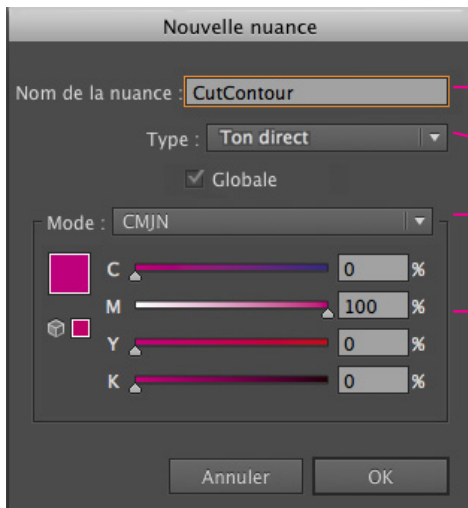 Nouvelle nuance
Nom de la nuance : CutContour
Type : Ton direct
Globale
Mode : CMJN
C 0 %
M 100 %
Y 0 %
K 0 %
Annuler OK